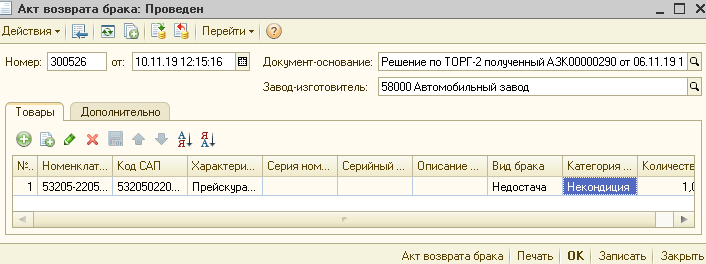 Акт возврата брака: Проведен
Действия Перейти
Номер: 300526 от: 10.11.19 12:15:16 Документ-основание: Решение по ТОРГ-2 полученный АЗК00000290 от 06.11.19 1
Завод-изготовитель: 58000 Автомобильный завод
Товары Дополнительно
№.. Номенклат... Код САП Характери... Серия ном... Серийный ... Описание ... Вид брака Категория ... Количеств
1 53205-2205... 532050220... Прейскура... Недостача Некондиция 1,0
Акт возврата брака Печать OK Записать Закрыть